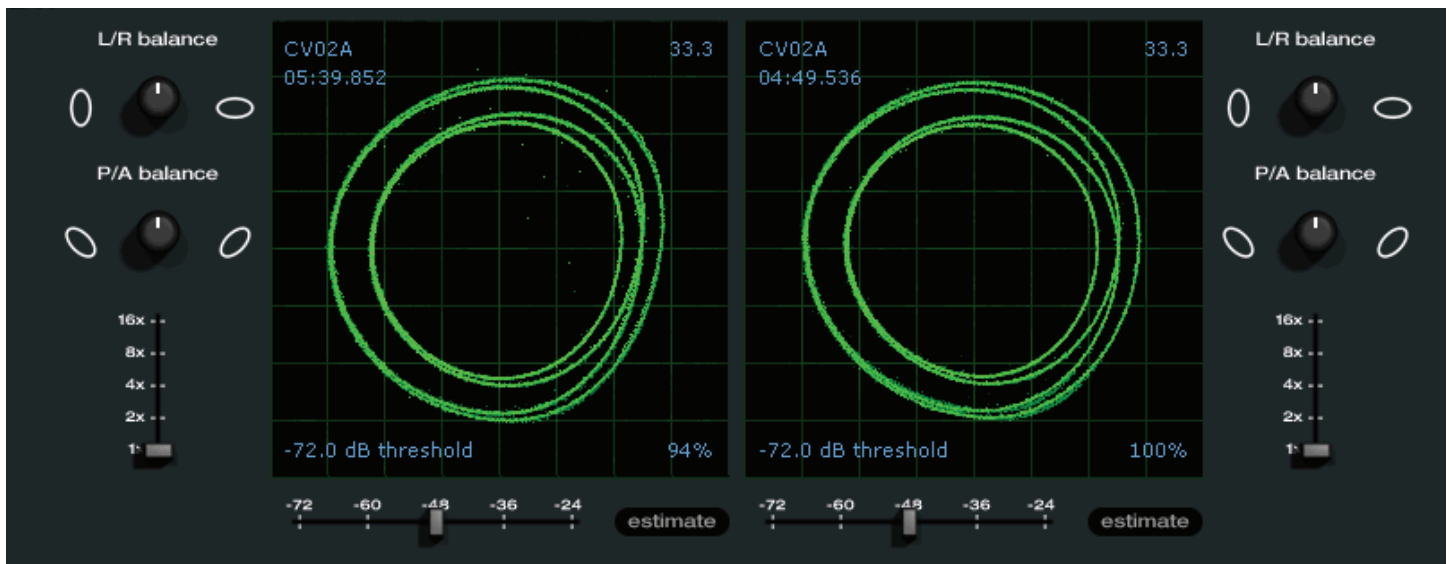 L/R balance
P/A balance
16x
8x
4x
2x
CV02A 33.3
05:39.852
-72.0 dB threshold 94%
-72 -60 -48 -36 -24
estimate
CV02A 33.3
04:49.536
-72.0 dB threshold 100%
-72 -60 -48 -36 -24
estimate
L/R balance
P/A balance
16x
8x
4x
2x